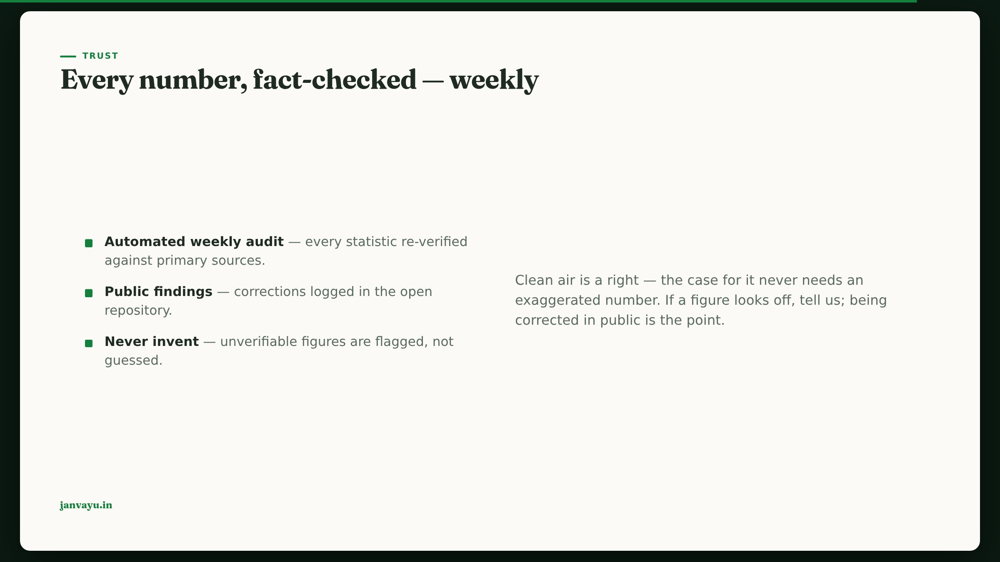 TRUST
Every number, fact-checked — weekly
Automated weekly audit — every statistic re-verified
against primary sources.
Public findings — corrections logged in the open
repository.
Never invent — unverifiable figures are flagged, not
guessed.
Clean air is a right — the case for it never needs an
exaggerated number. If a figure looks off, tell us; being
corrected in public is the point.
janvayu.in